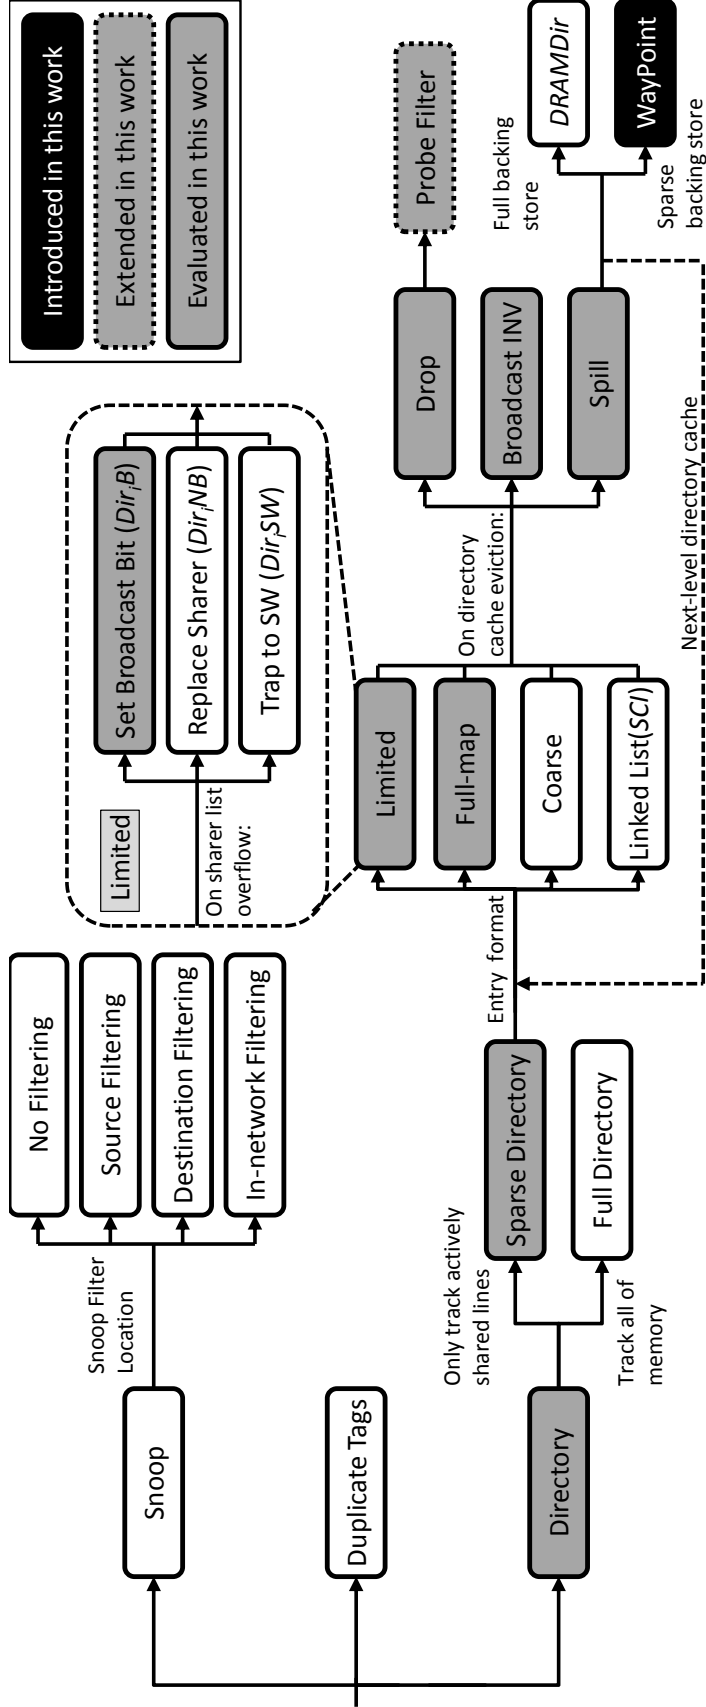 Snoop
Duplicate Tags
Directory
Snoop Filter
Location
No Filtering
Source Filtering
Destination Filtering
In-network Filtering
Only track actively
shared lines
Track all of
memory
Sparse Directory
Full Directory
Entry format
Limited
On sharer list
overflow:
Set Broadcast Bit (DiriB)
Replace Sharer (DiriNB)
Trap to SW (DiriSW)
Limited
Full-map
Coarse
Linked List(SCI)
On directory
cache eviction:
Drop
Broadcast INV
Spill
Probe Filter
Full backing
store
DRAMDir
WayPoint
Sparse
backing store
Next-level directory cache
Introduced in this work
Extended in this work
Evaluated in this work